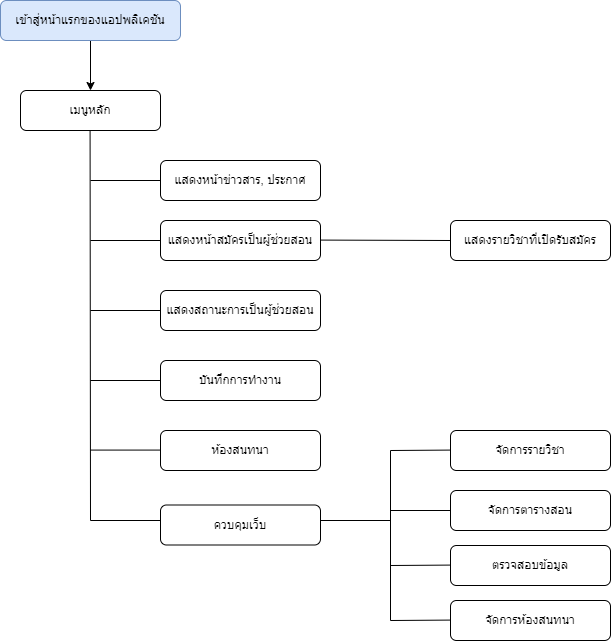 เข้าสู่หน้าแรกของแอปพลิเคชัน
เมนูหลัก
แสดงหน้าข่าวสาร, ประกาศ
แสดงหน้าสมัครเป็นผู้ช่วยสอน
แสดงรายวิชาที่เปิดรับสมัคร
แสดงสถานะการเป็นผู้ช่วยสอน
บันทึกการทำงาน
ห้องสนทนา
ควบคุมเว็บ
จัดการรายวิชา
จัดการตารางสอน
ตรวจสอบข้อมูล
จัดการห้องสนทนา